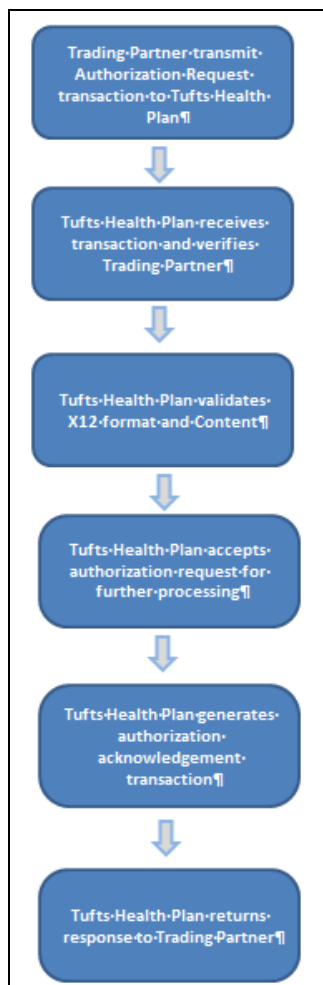 Trading·Partner·transmit·
Authorization·Request·
transaction·to·Tufts·Health·
Plan¶
Tufts·Health·Plan·receives·
transaction·and·verifies·
Trading·Partner¶
Tufts·Health·Plan·validates·
X12·format·and·Content¶
Tufts·Health·Plan·accepts·
authorization·request·for·
further·processing¶
Tufts·Health·Plan·generates·
authorization·
acknowledgement·
transaction¶
Tufts·Health·Plan·returns·
response·to·Trading·Partner¶